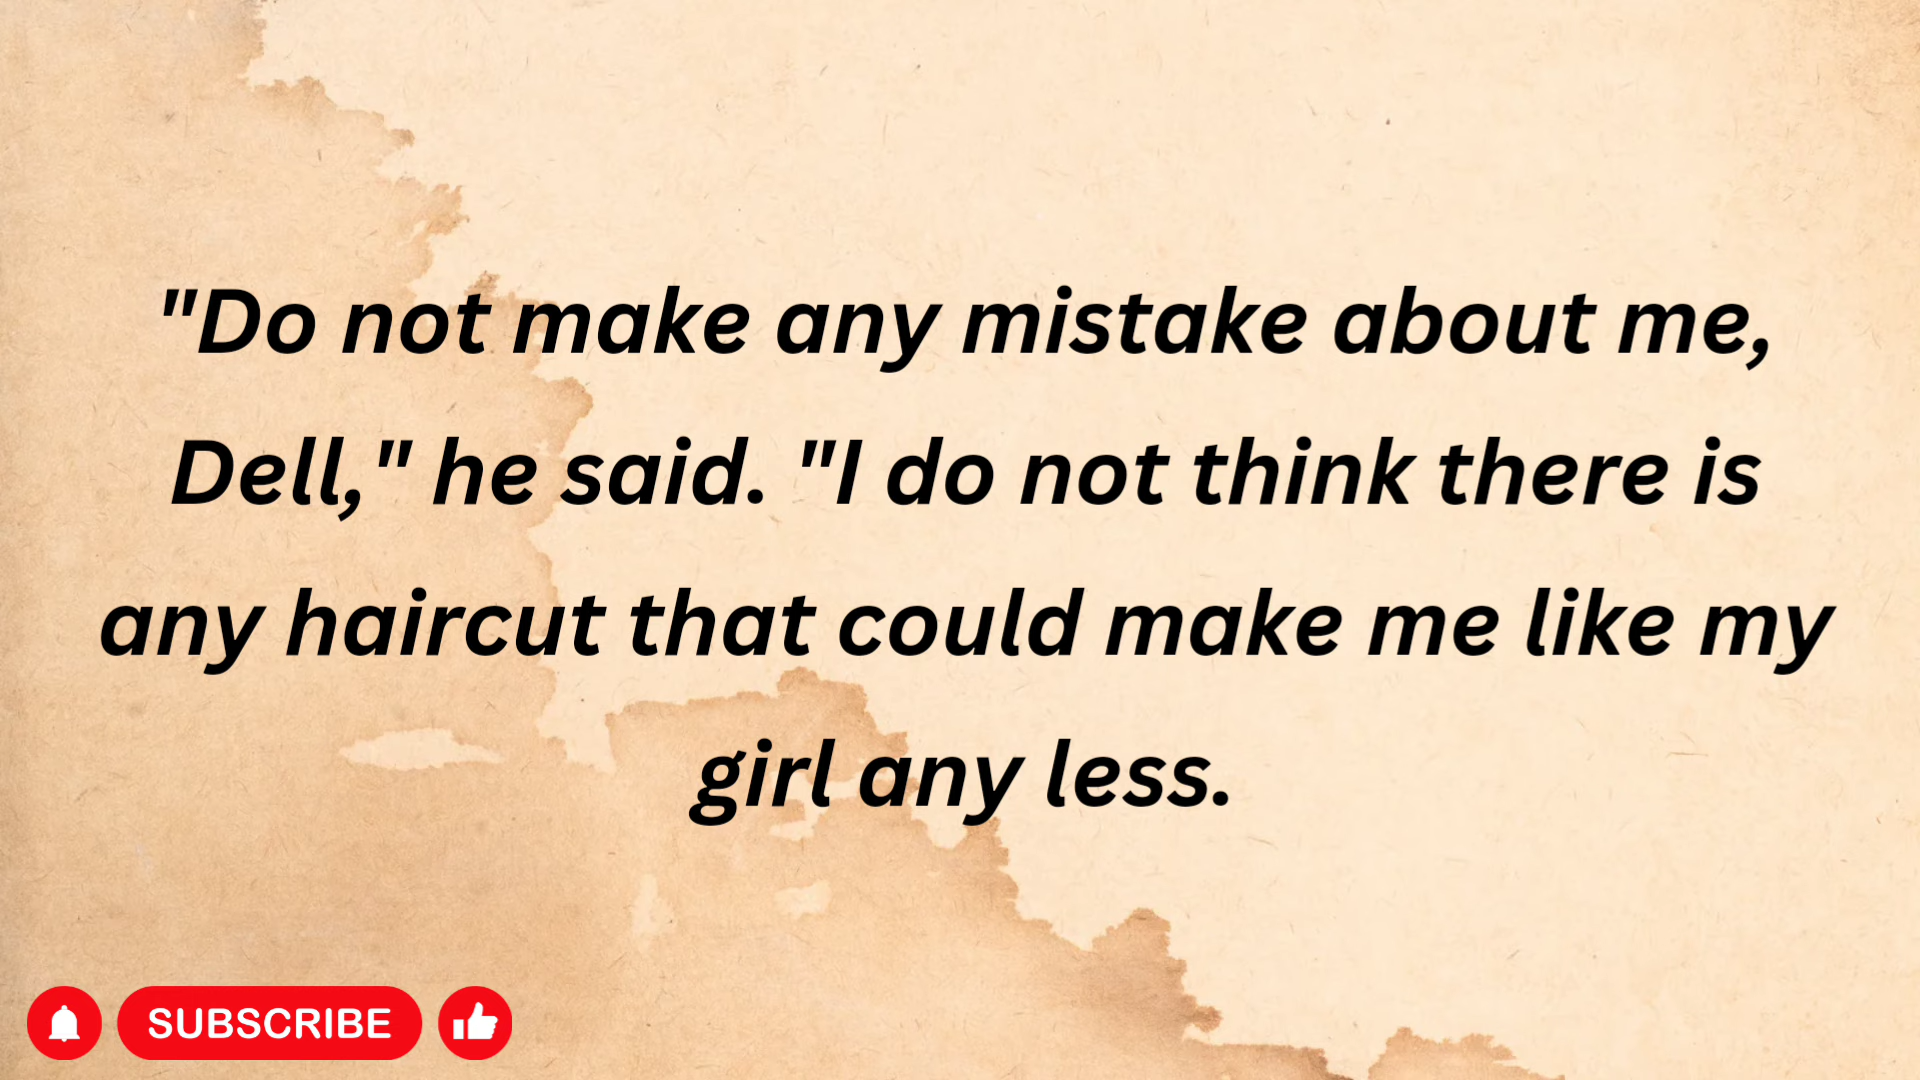 "Do not make any mistake about me,
Dell," he said. "I do not think there is
any haircut that could make me like my
girl any less.
SUBSCRIBE